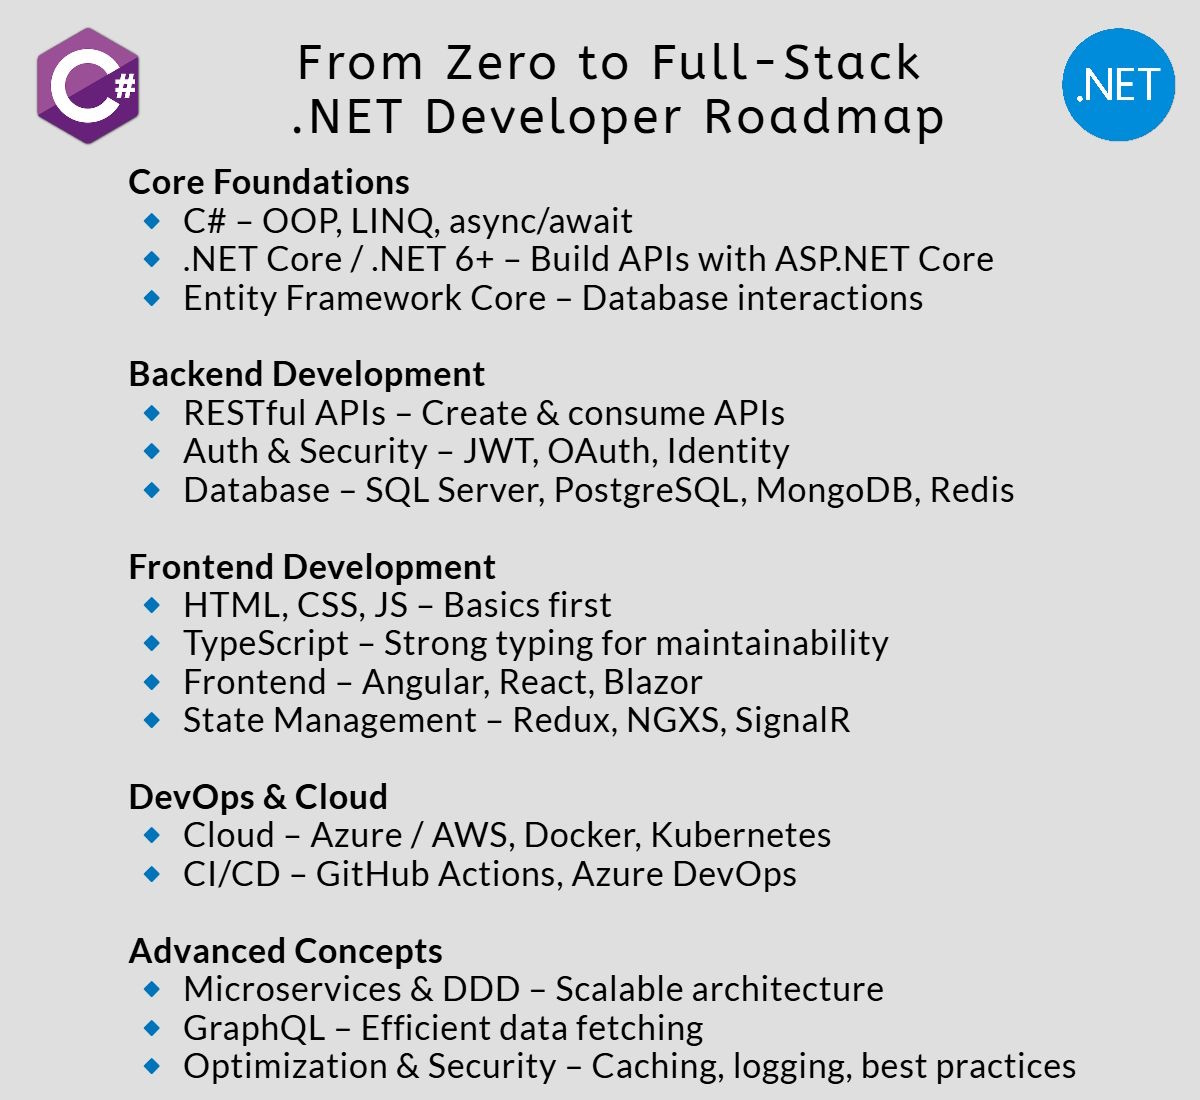 C#
From Zero to Full-Stack
.NET Developer Roadmap
.NET
Core Foundations
C# – OOP, LINQ, async/await
.NET Core / .NET 6+ – Build APIs with ASP.NET Core
Entity Framework Core – Database interactions
Backend Development
RESTful APIs – Create & consume APIs
Auth & Security – JWT, OAuth, Identity
Database – SQL Server, PostgreSQL, MongoDB, Redis
Frontend Development
HTML, CSS, JS – Basics first
TypeScript – Strong typing for maintainability
Frontend – Angular, React, Blazor
State Management – Redux, NGXS, SignalR
DevOps & Cloud
Cloud – Azure / AWS, Docker, Kubernetes
CI/CD – GitHub Actions, Azure DevOps
Advanced Concepts
Microservices & DDD – Scalable architecture
GraphQL – Efficient data fetching
Optimization & Security – Caching, logging, best practices